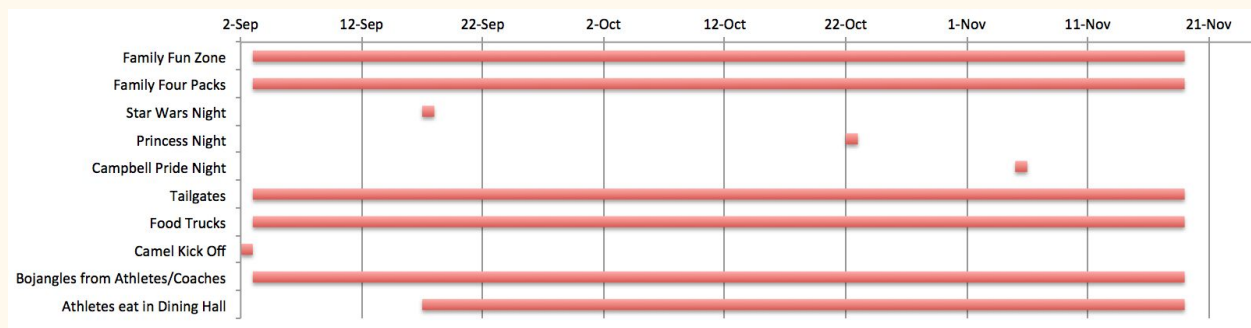 2-Sep 12-Sep 22-Sep 2-Oct 12-Oct 22-Oct 1-Nov 11-Nov 21-Nov
Family Fun Zone
Family Four Packs
Star Wars Night
Princess Night
Campbell Pride Night
Tailgates
Food Trucks
Camel Kick Off
Bojangles from Athletes/Coaches
Athletes eat in Dining Hall